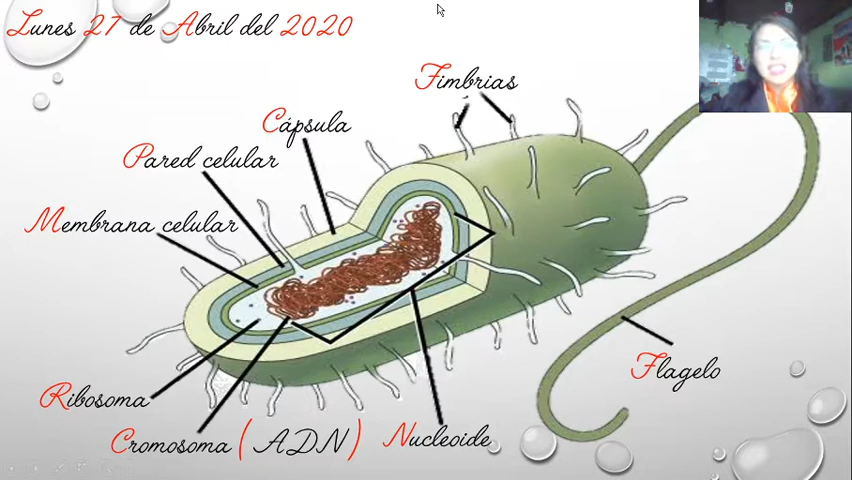 Lunes 27 de Abril del 2020
Fimbrias
Cápsula
Pared celular
Membrana celular
Flagelo
Ribosoma
Cromosoma (ADN)
Nucleoide